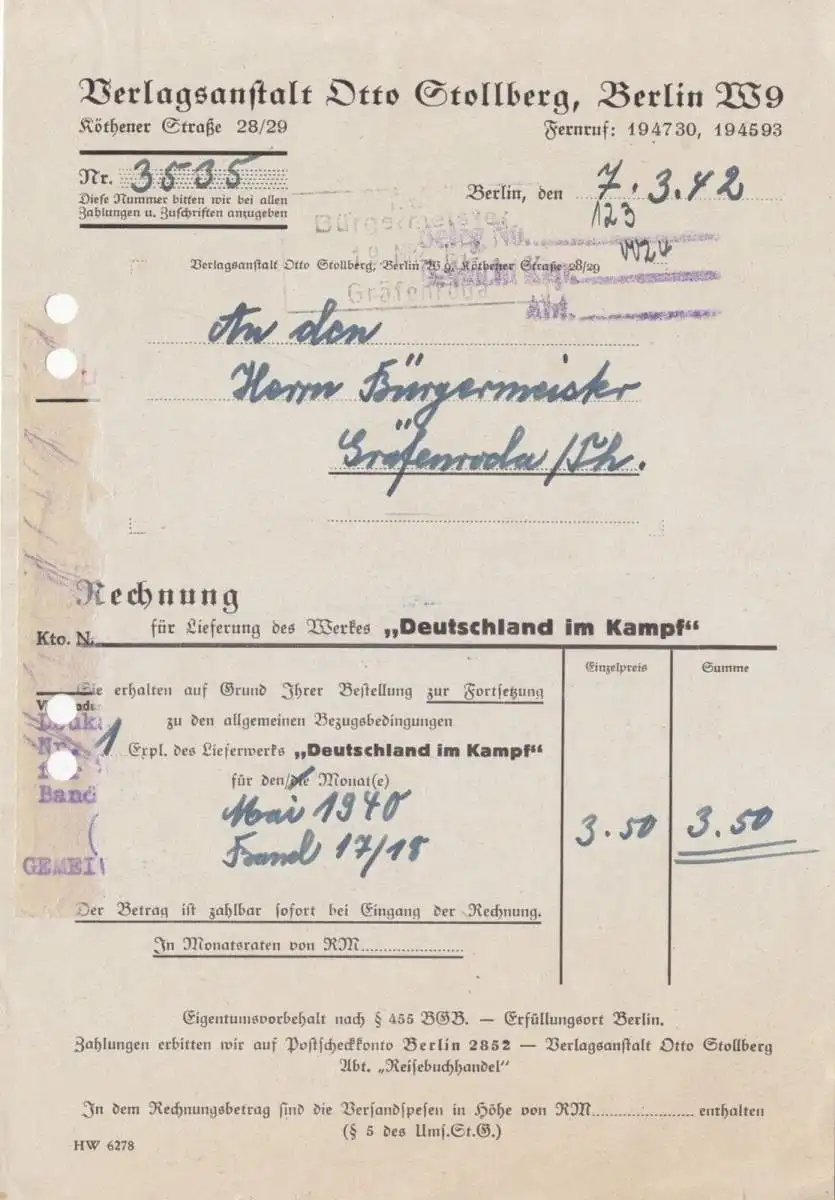 Verlagsanstalt Otto Stollberg, Berlin W9
Köthener Straße 28/29
Fernruf: 194730, 194593
Nr. 3535
Diese Nummer bitten wir bei allen
Zahlungen u. Zuschriften anzugeben
Berlin, den 7.3.42
123
Bürgermeister
Beleg No.
Verlagsanstalt Otto Stollberg, Berlin W 9, Köthener Straße 28/29
Gräfenroda
Abt.
An den
Herrn Bürgermeister
Gräfenroda/Th.
Rechnung
für Lieferung des Werkes „Deutschland im Kampf“
Kto. N
Einzelpreis Summe
Sie erhalten auf Grund Ihrer Bestellung zur Fortsetzung
zu den allgemeinen Bezugsbedingungen
1 Expl. des Lieferwerks „Deutschland im Kampf“
für den/die Monat(e)
Mai 1940
Band 17/18
3.50 3.50
Band
GEMEI
Der Betrag ist zahlbar sofort bei Eingang der Rechnung.
In Monatsraten von RM
Eigentumsvorbehalt nach § 455 BGB. — Erfüllungsort Berlin.
Zahlungen erbitten wir auf Postscheckkonto Berlin 2852 — Verlagsanstalt Otto Stollberg
Abt. „Reisebuchhandel“
In dem Rechnungsbetrag sind die Versandspesen in Höhe von RM enthalten
(§ 5 des Ums.St.G.)
HW 6278